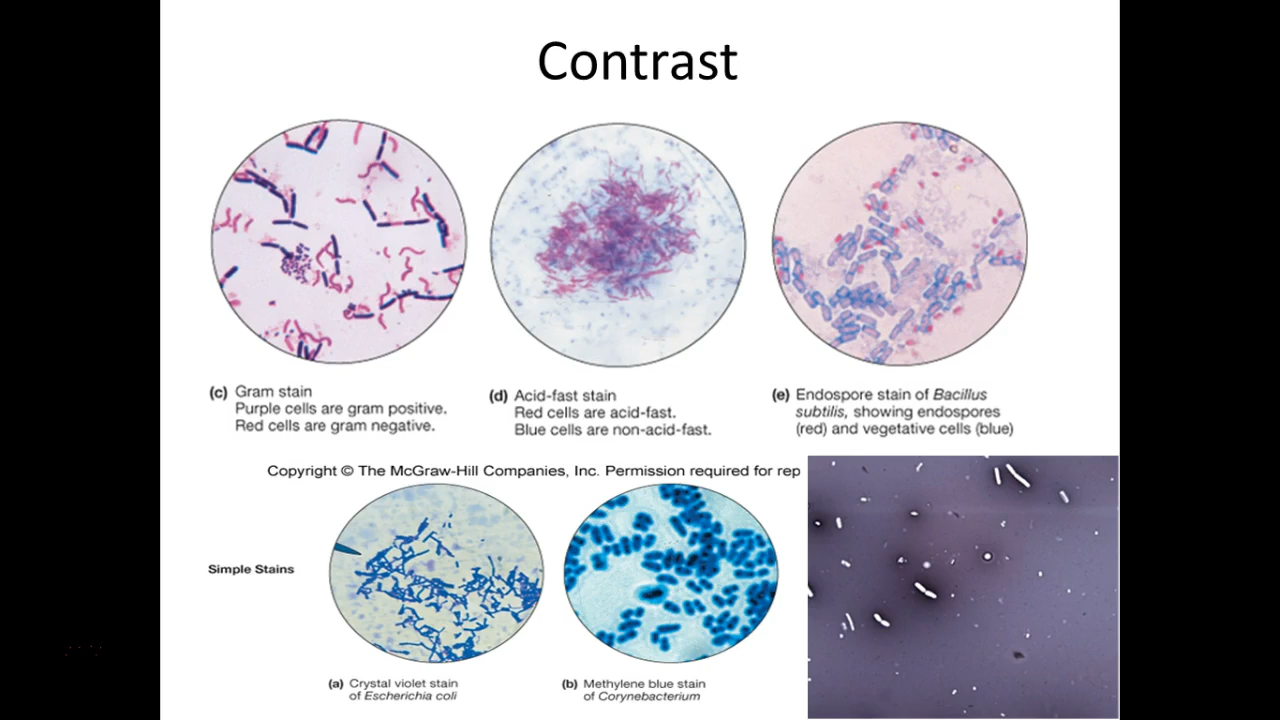 Contrast
(c) Gram stain
Purple cells are gram positive.
Red cells are gram negative.
(d) Acid-fast stain
Red cells are acid-fast.
Blue cells are non-acid-fast.
(e) Endospore stain of Bacillus
subtilis, showing endospores
(red) and vegetative cells (blue)
Copyright © The McGraw-Hill Companies, Inc. Permission required for rep
Simple Stains
(a) Crystal violet stain
of Escherichia coli
(b) Methylene blue stain
of Corynebacterium